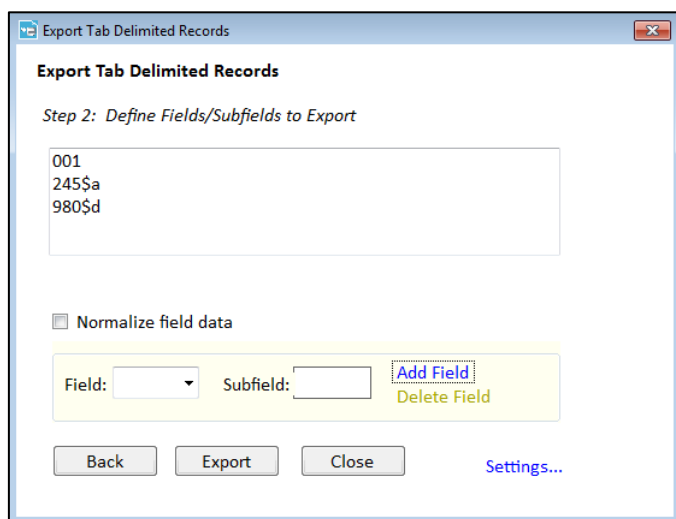 Export Tab Delimited Records
Export Tab Delimited Records
Step 2: Define Fields/Subfields to Export
001
245$a
980$d
Normalize field data
Field: Subfield: Add Field
Delete Field
Back Export Close Settings...